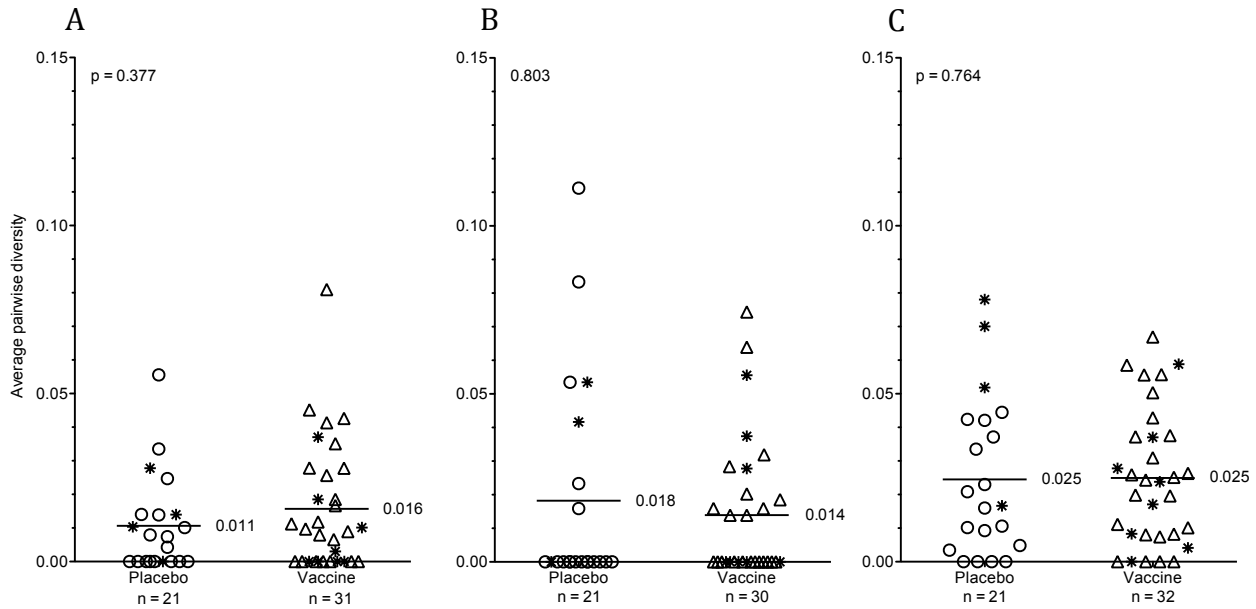 A
B
C
0.15
p = 0.377
0.15
0.803
0.15
p = 0.764
0.10
0.10
0.10
Average pairwise diversity
0.05
0.05
0.05
0.011
0.016
0.018
0.014
0.025
0.025
0.00
0.00
0.00
Placebo Vaccine
n = 21 n = 31
Placebo Vaccine
n = 21 n = 30
Placebo Vaccine
n = 21 n = 32